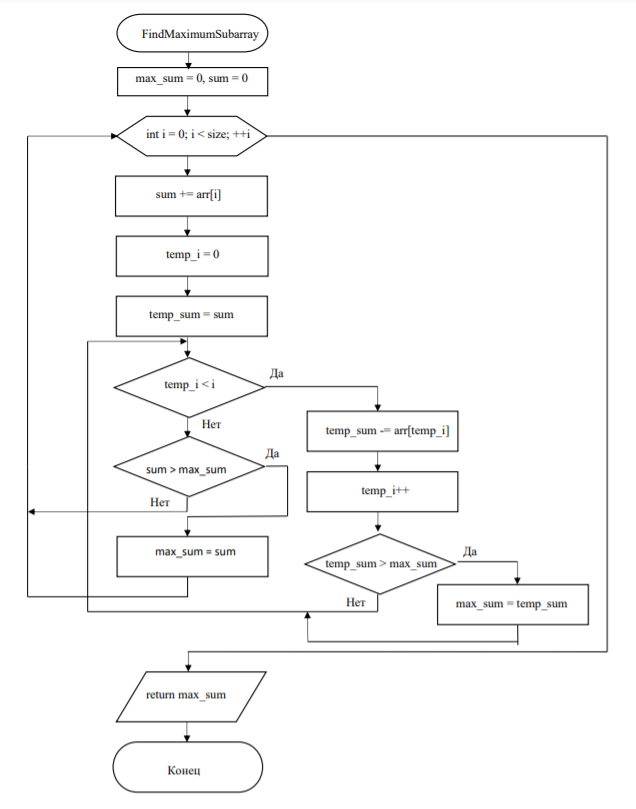 FindMaximumSubarray
max_sum = 0, sum = 0
int i = 0; i < size; ++i
sum += arr[i]
temp_i = 0
temp_sum = sum
temp_i < i
Да
Нет
temp_sum -= arr[temp_i]
sum > max_sum
Да
Нет
temp_i++
max_sum = sum
temp_sum > max_sum
Да
Нет
max_sum = temp_sum
return max_sum
Конец